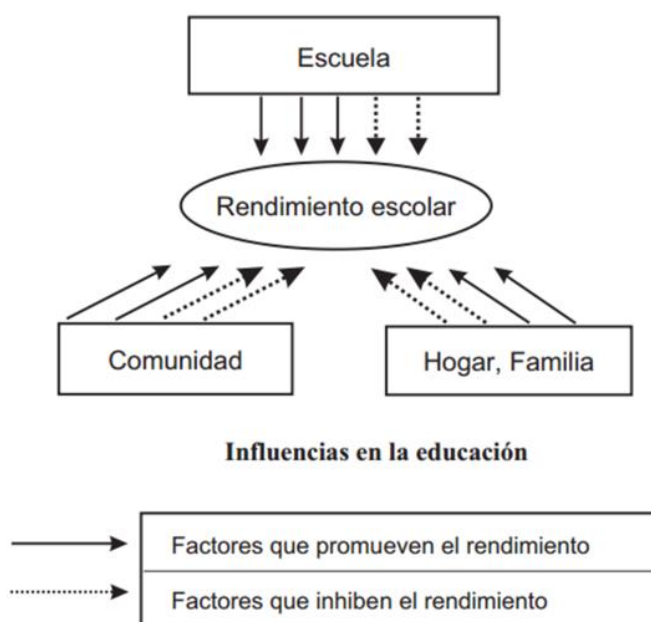 Escuela
Rendimiento escolar
Comunidad
Hogar, Familia
Influencias en la educación
Factores que promueven el rendimiento
Factores que inhiben el rendimiento